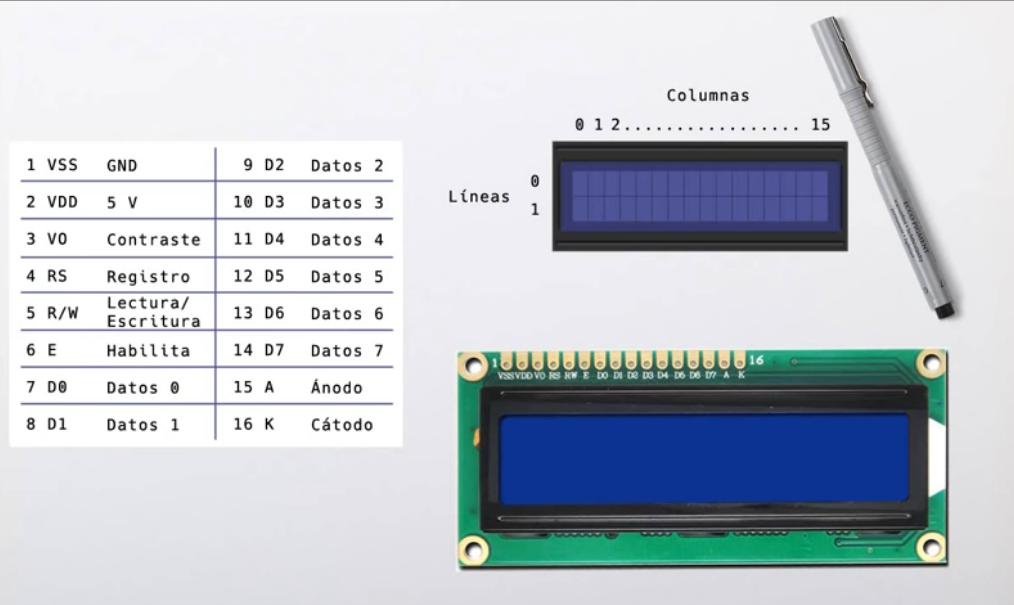 Columnas
0 1 2................. 15
Líneas
0
1
1 VSS GND
2 VDD 5 V
3 VO Contraste
4 RS Registro
5 R/W Lectura/
Escritura
6 E Habilita
7 D0 Datos 0
8 D1 Datos 1
9 D2 Datos 2
10 D3 Datos 3
11 D4 Datos 4
12 D5 Datos 5
13 D6 Datos 6
14 D7 Datos 7
15 A Ánodo
16 K Cátodo
1 16
VSS VDD VO RS RW E D0 D1 D2 D3 D4 D5 D6 D7 A K